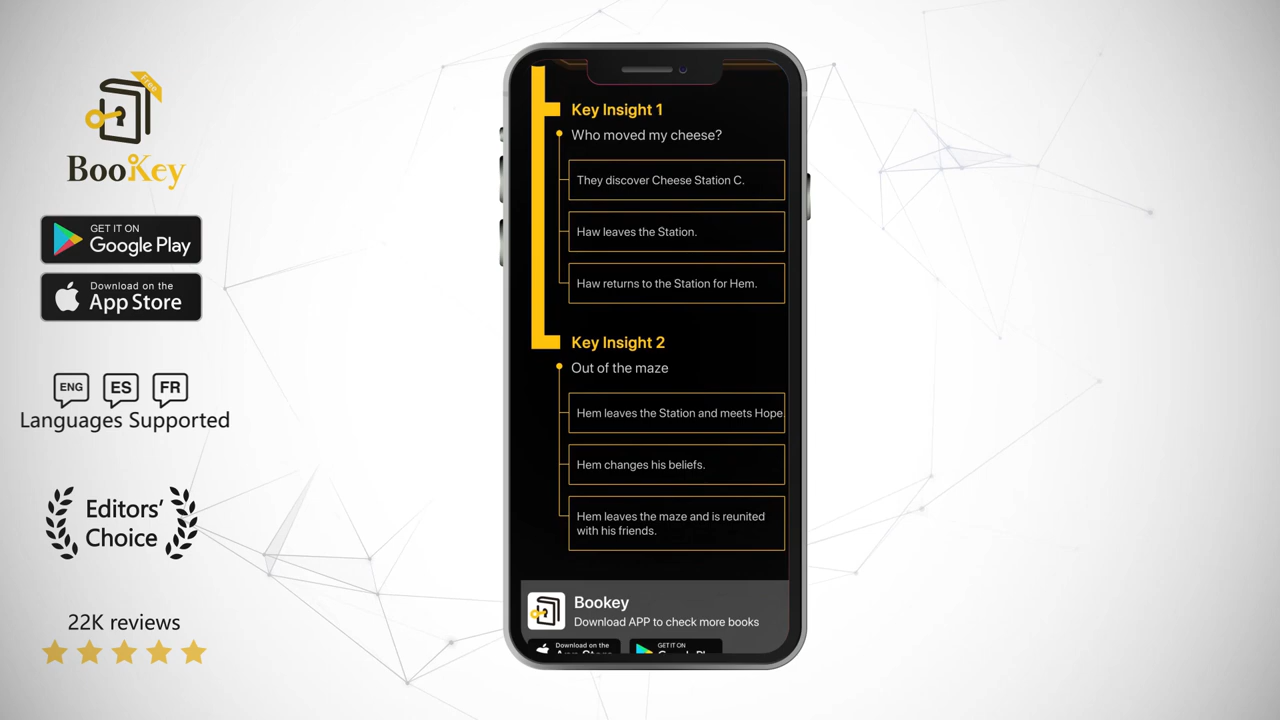 Free
BooKey
GET IT ON
Google Play
Download on the
App Store
ENG ES FR
Languages Supported
Editors'
Choice
22K reviews
Key Insight 1
Who moved my cheese?
They discover Cheese Station C.
Haw leaves the Station.
Haw returns to the Station for Hem.
Key Insight 2
Out of the maze
Hem leaves the Station and meets Hope.
Hem changes his beliefs.
Hem leaves the maze and is reunited
with his friends.
Bookey
Download APP to check more books
Download on the
GET IT ON